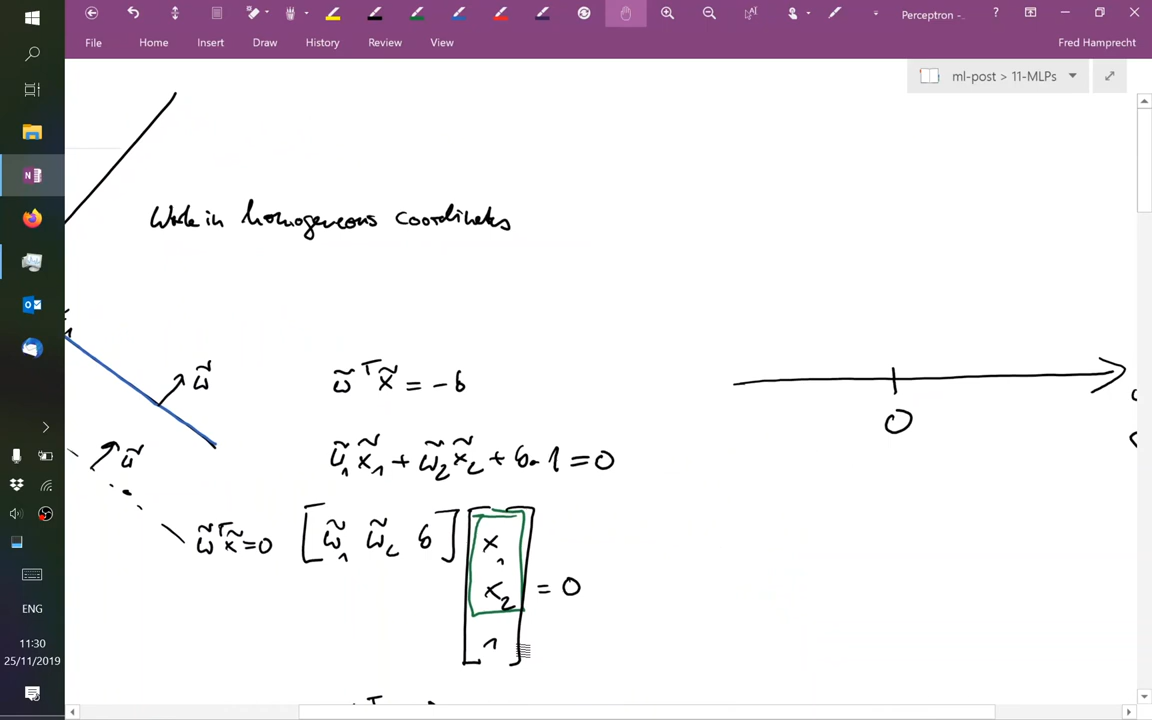 Perceptron -...
Fred Hamprecht
File Home Insert Draw History Review View
ml-post > 11-MLPs
Work in homogeneous coordinates
w̃
w̃ᵀx̃ = -b
0
w̃
w̃₁x̃₁ + w̃₂x̃₂ + b·1 = 0
w̃ᵀx̃=0 [w̃₁ w̃₂ b] [x₁
x₂ = 0
1]
ENG
11:30
25/11/2019